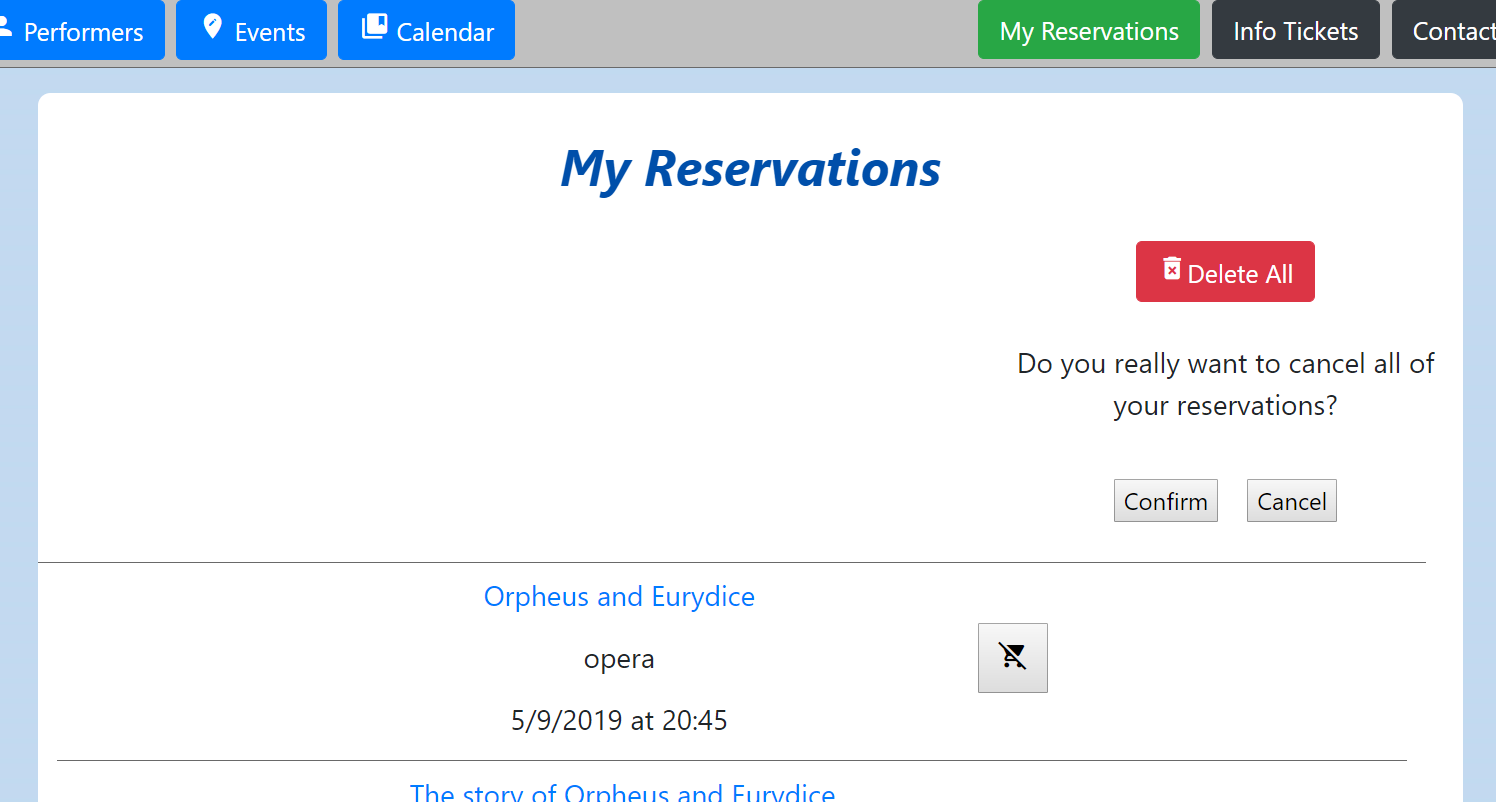 Performers
Events
Calendar
My Reservations
Info Tickets
Contact
My Reservations
Delete All
Do you really want to cancel all of
your reservations?
Confirm
Cancel
Orpheus and Eurydice
opera
5/9/2019 at 20:45
The story of Orpheus and Eurydice